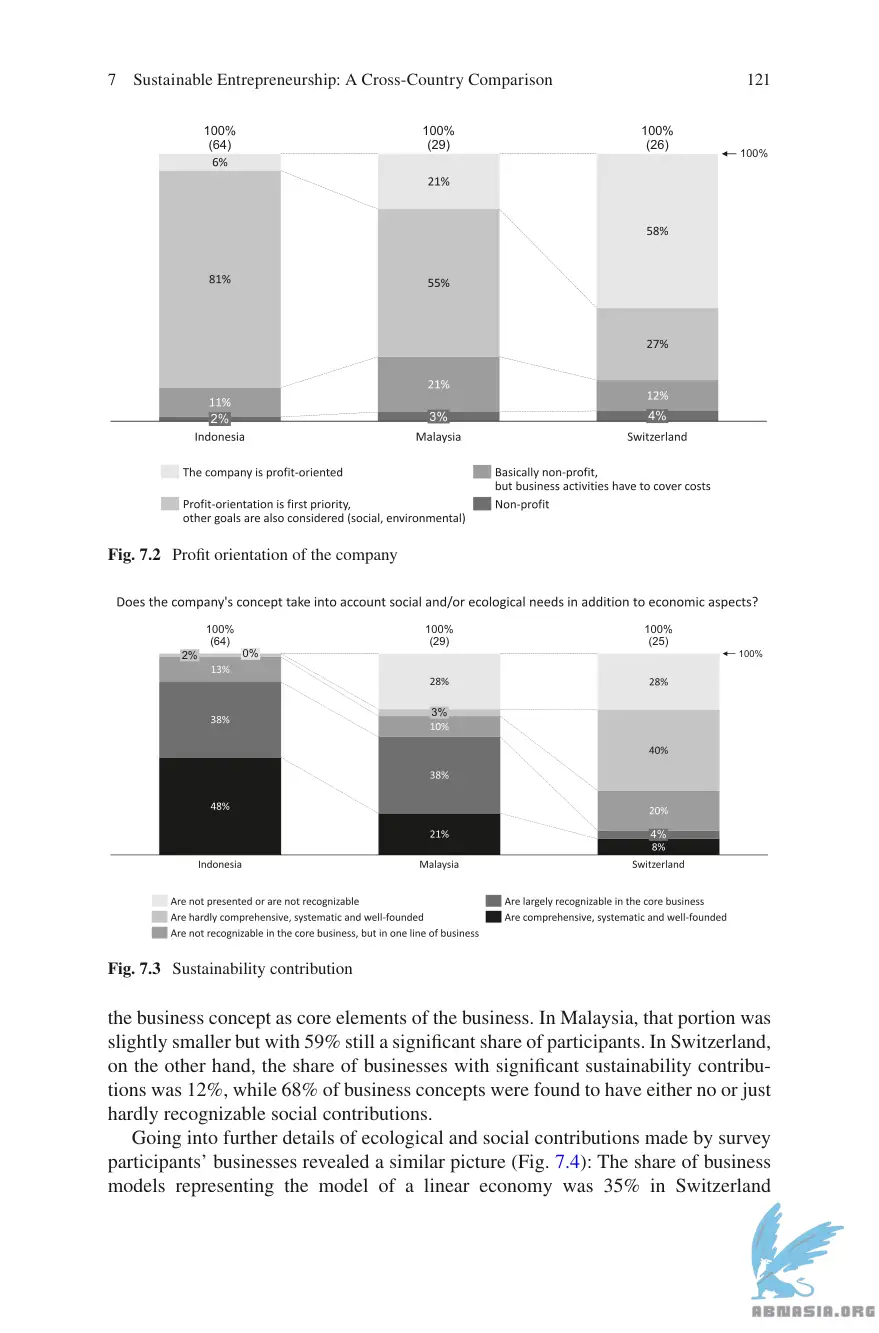 7 Sustainable Entrepreneurship: A Cross-Country Comparison 121
100%
(64)
100%
(29)
100%
(26)
100%
6%
81%
11%
2%
21%
55%
21%
3%
58%
27%
12%
4%
Indonesia
Malaysia
Switzerland
The company is profit-oriented
Profit-orientation is first priority,
other goals are also considered (social, environmental)
Basically non-profit,
but business activities have to cover costs
Non-profit
Fig. 7.2 Profit orientation of the company
Does the company's concept take into account social and/or ecological needs in addition to economic aspects?
100%
(64)
100%
(29)
100%
(25)
100%
2%
0%
13%
38%
48%
28%
3%
10%
38%
21%
28%
40%
20%
4%
8%
Indonesia
Malaysia
Switzerland
Are not presented or are not recognizable
Are hardly comprehensive, systematic and well-founded
Are not recognizable in the core business, but in one line of business
Are largely recognizable in the core business
Are comprehensive, systematic and well-founded
Fig. 7.3 Sustainability contribution
the business concept as core elements of the business. In Malaysia, that portion was
slightly smaller but with 59% still a significant share of participants. In Switzerland,
on the other hand, the share of businesses with significant sustainability contribu-
tions was 12%, while 68% of business concepts were found to have either no or just
hardly recognizable social contributions.
Going into further details of ecological and social contributions made by survey
participants' businesses revealed a similar picture (Fig. 7.4): The share of business
models representing the model of a linear economy was 35% in Switzerland
ABNASIA.ORG